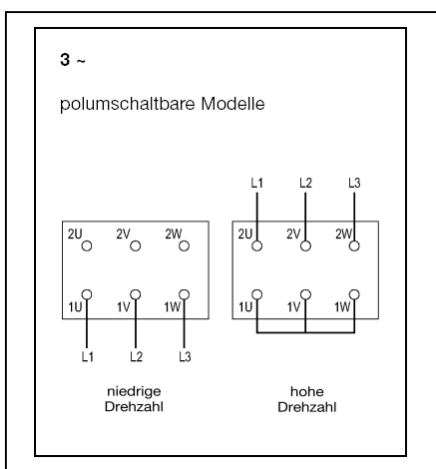 3 ~
polumschaltbare Modelle
L1 L2 L3
2U 2V 2W 2U 2V 2W
1U 1V 1W 1U 1V 1W
L1 L2 L3
niedrige hohe
Drehzahl Drehzahl